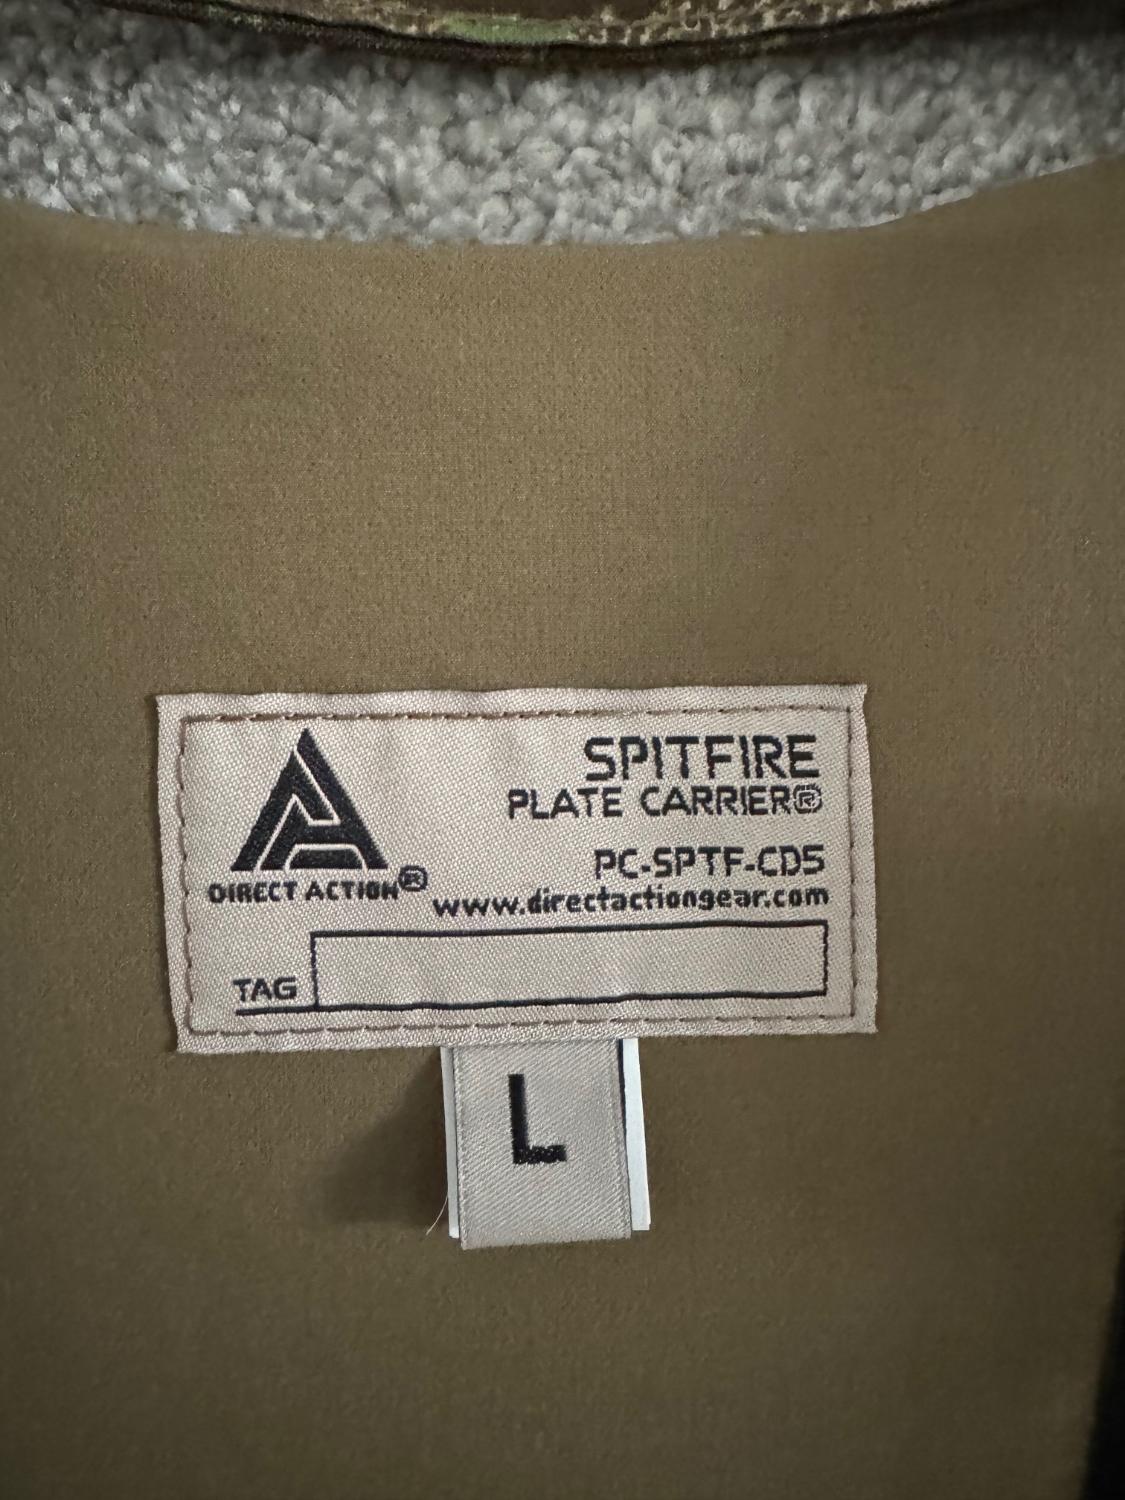 SPITFIRE
PLATE CARRIER®
DIRECT ACTION®
PC-SPTF-CD5
www.directactiongear.com
TAG
L